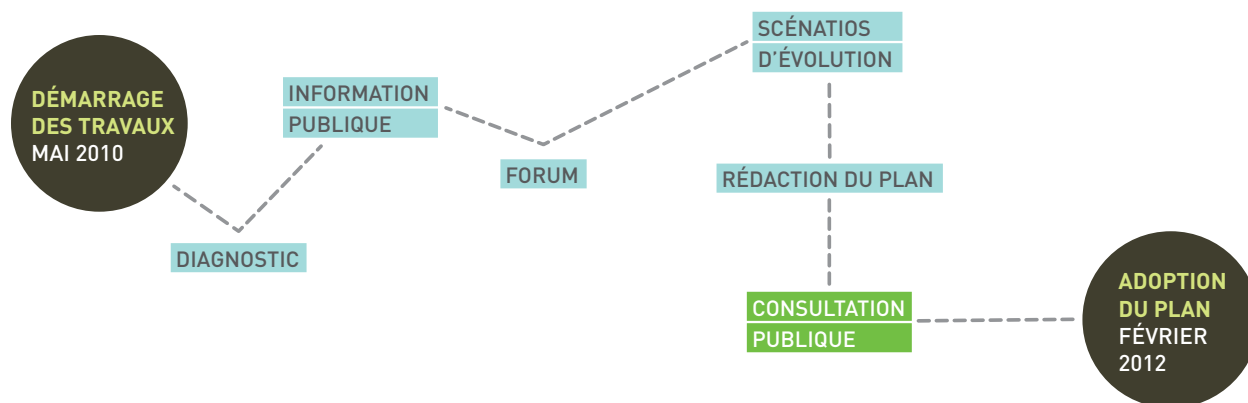 DÉMARRAGE
DES TRAVAUX
MAI 2010
DIAGNOSTIC
INFORMATION
PUBLIQUE
FORUM
SCÉNATIOS
D'ÉVOLUTION
RÉDACTION DU PLAN
CONSULTATION
PUBLIQUE
ADOPTION
DU PLAN
FÉVRIER
2012